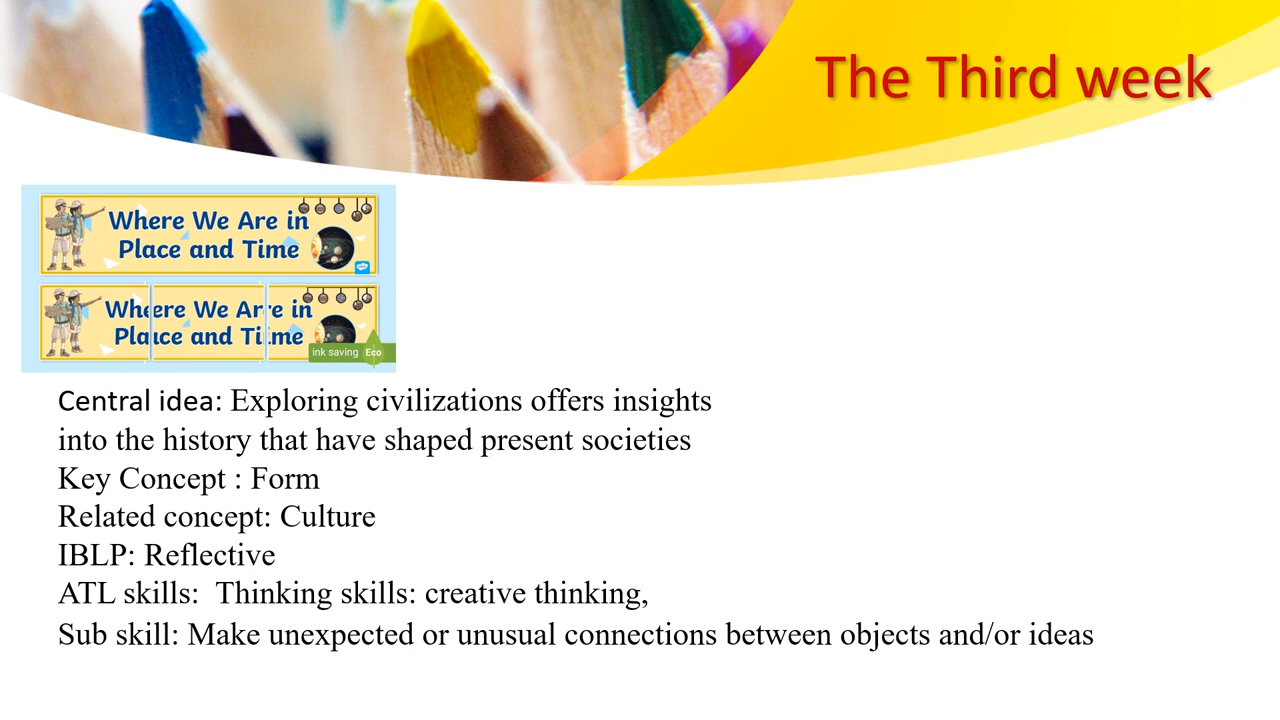 The Third week
Where We Are in
Place and Time
Where We Are in
Place and Time
ink saving Eco
Central idea: Exploring civilizations offers insights
into the history that have shaped present societies
Key Concept : Form
Related concept: Culture
IBLP: Reflective
ATL skills:  Thinking skills: creative thinking,
Sub skill: Make unexpected or unusual connections between objects and/or ideas